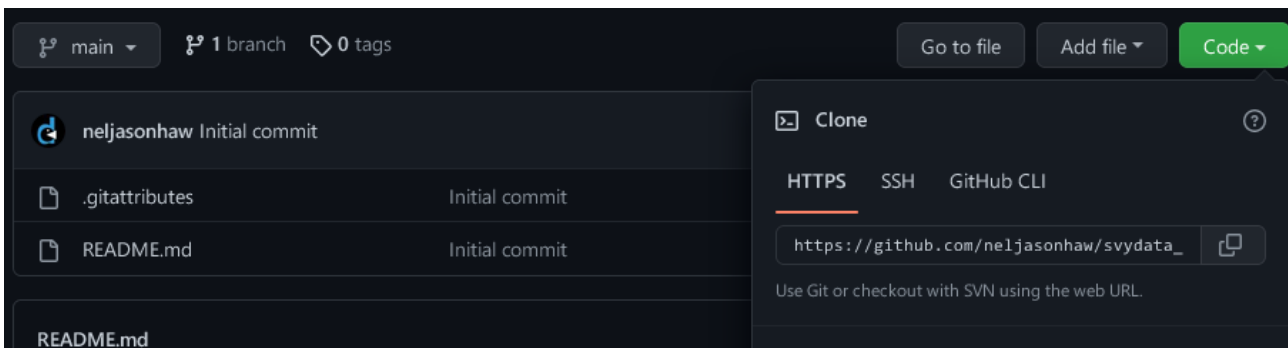 main
1 branch
0 tags
Go to file
Add file
Code
neljasonhaw Initial commit
.gitattributes
Initial commit
README.md
Initial commit
README.md
Clone
HTTPS
SSH
GitHub CLI
https://github.com/neljasonhaw/svydata_
Use Git or checkout with SVN using the web URL.